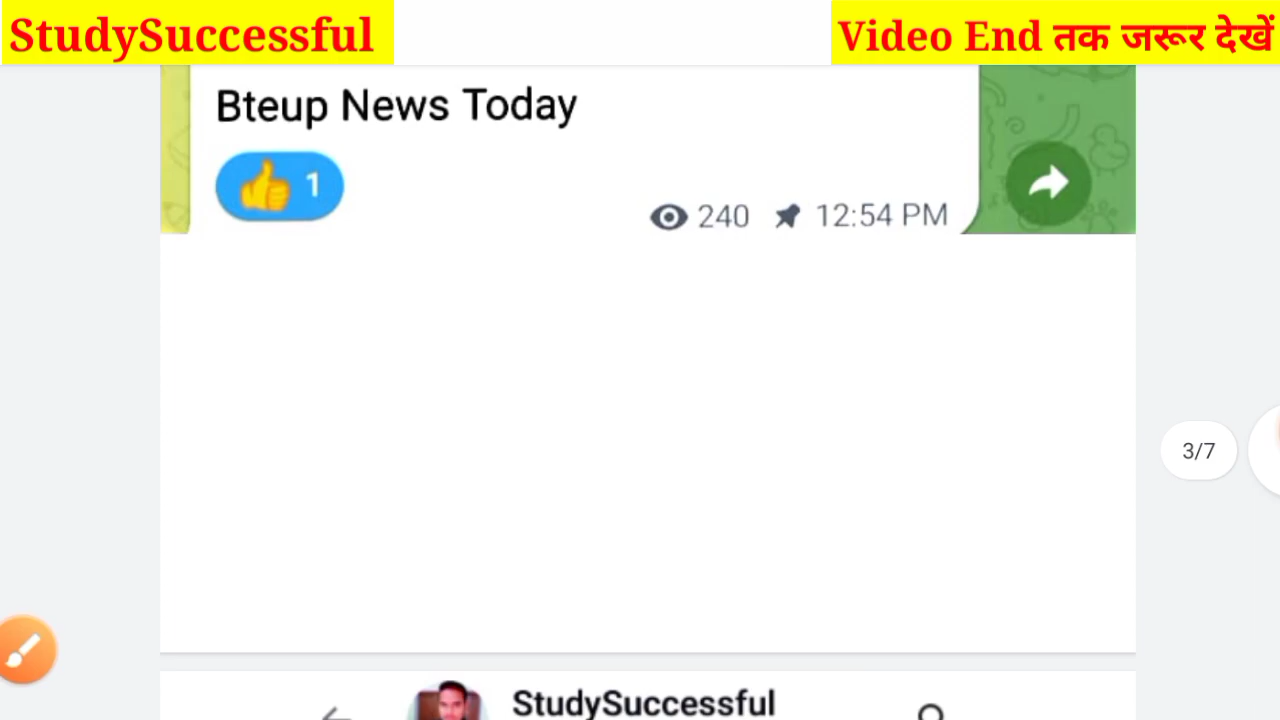 StudySuccessful
Video End तक जरूर देखें
Bteup News Today
1
240 12:54 PM
3/7
StudySuccessful